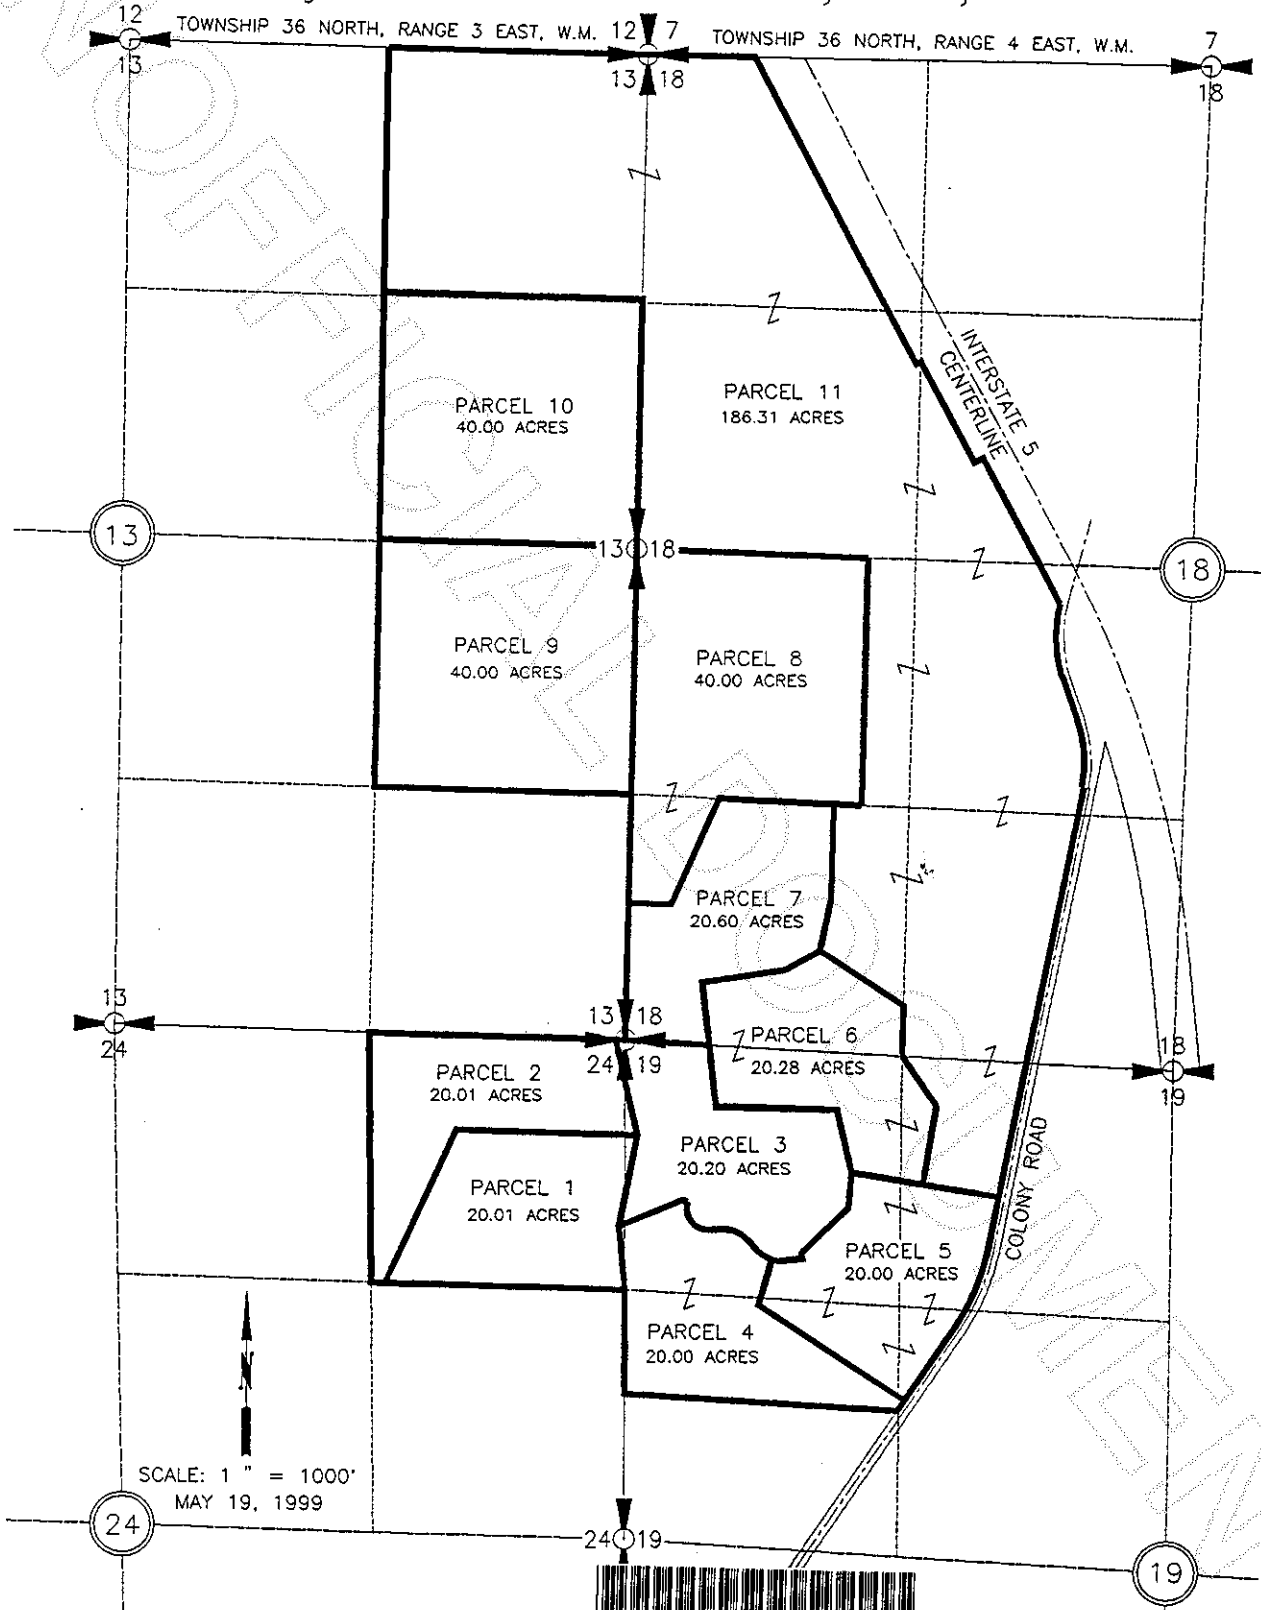 12
TOWNSHIP 36 NORTH, RANGE 3 EAST, W.M.
12 7
TOWNSHIP 36 NORTH, RANGE 4 EAST, W.M.
7
13
13 18
18
INTERSTATE 5
CENTERLINE
PARCEL 11
186.31 ACRES
PARCEL 10
40.00 ACRES
13
13 18
18
PARCEL 9
40.00 ACRES
PARCEL 8
40.00 ACRES
PARCEL 7
20.60 ACRES
13
24
13 18
24 19
18
19
PARCEL 6
20.28 ACRES
PARCEL 2
20.01 ACRES
PARCEL 3
20.20 ACRES
PARCEL 1
20.01 ACRES
COLONY ROAD
PARCEL 5
20.00 ACRES
PARCEL 4
20.00 ACRES
N
SCALE: 1 " = 1000'
MAY 19, 1999
24
24 19
19
UNOFFICIAL DOCUMENT